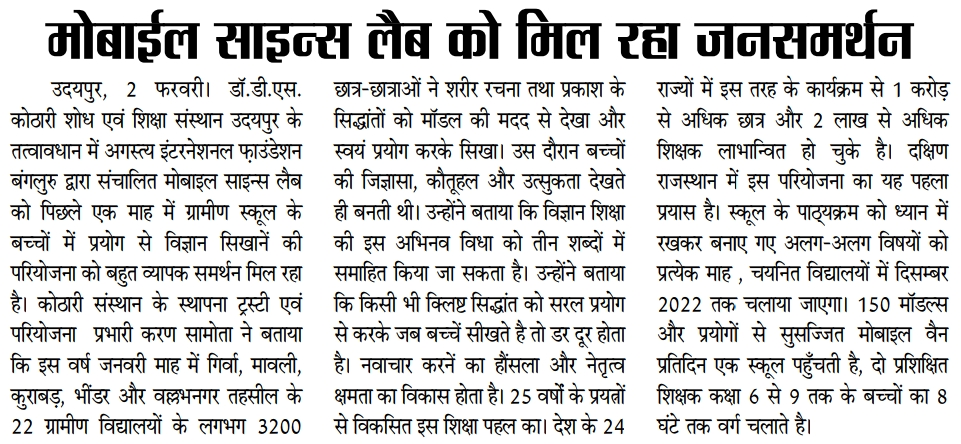 मोबाईल साइन्स लैब को मिल रहा जनसमर्थन
उदयपुर, 2 फरवरी। डॉ.डी.एस.
कोठारी शोध एवं शिक्षा संस्थान उदयपुर के
तत्वावधान में अगस्त्य इंटरनेशनल फा़उंडेशन
बंगलुरु द्वारा संचालित मोबाइल साइन्स लैब
को पिछले एक माह में ग्रामीण स्कूल के
बच्चों में प्रयोग से विज्ञान सिखानें की
परियोजना को बहुत व्यापक समर्थन मिल रहा
है। कोठारी संस्थान के स्थापना ट्रस्टी एवं
परियोजना प्रभारी करण सामोता ने बताया
कि इस वर्ष जनवरी माह में गिर्वा, मावली,
कुराबड़, भींडर और वल्लभनगर तहसील के
22 ग्रामीण विद्यालयों के लगभग 3200
छात्र-छात्राओं ने शरीर रचना तथा प्रकाश के
सिद्धांतों को मॉडल की मदद से देखा और
स्वयं प्रयोग करके सिखा। उस दौरान बच्चों
की जिज्ञासा, कौतूहल और उत्सुकता देखते
ही बनती थी। उन्होंने बताया कि विज्ञान शिक्षा
की इस अभिनव विधा को तीन शब्दों में
समाहित किया जा सकता है। उन्होंने बताया
कि किसी भी क्लिष्ट सिद्धांत को सरल प्रयोग
से करके जब बच्चें सीखते है तो डर दूर होता
है। नवाचार करनें का हौंसला और नेतृत्व
क्षमता का विकास होता है। 25 वर्षों के प्रयत्नों
से विकसित इस शिक्षा पहल का। देश के 24
राज्यों में इस तरह के कार्यक्रम से 1 करोड़
से अधिक छात्र और 2 लाख से अधिक
शिक्षक लाभान्वित हो चुके है। दक्षिण
राजस्थान में इस परियोजना का यह पहला
प्रयास है। स्कूल के पाठ्यक्रम को ध्यान में
रखकर बनाए गए अलग-अलग विषयों को
प्रत्येक माह , चयनित विद्यालयों में दिसम्बर
2022 तक चलाया जाएगा। 150 मॉडल्स
और प्रयोगों से सुसज्जित मोबाइल वैन
प्रतिदिन एक स्कूल पहुँचती है, दो प्रशिक्षित
शिक्षक कक्षा 6 से 9 तक के बच्चों का 8
घंटे तक वर्ग चलाते है।